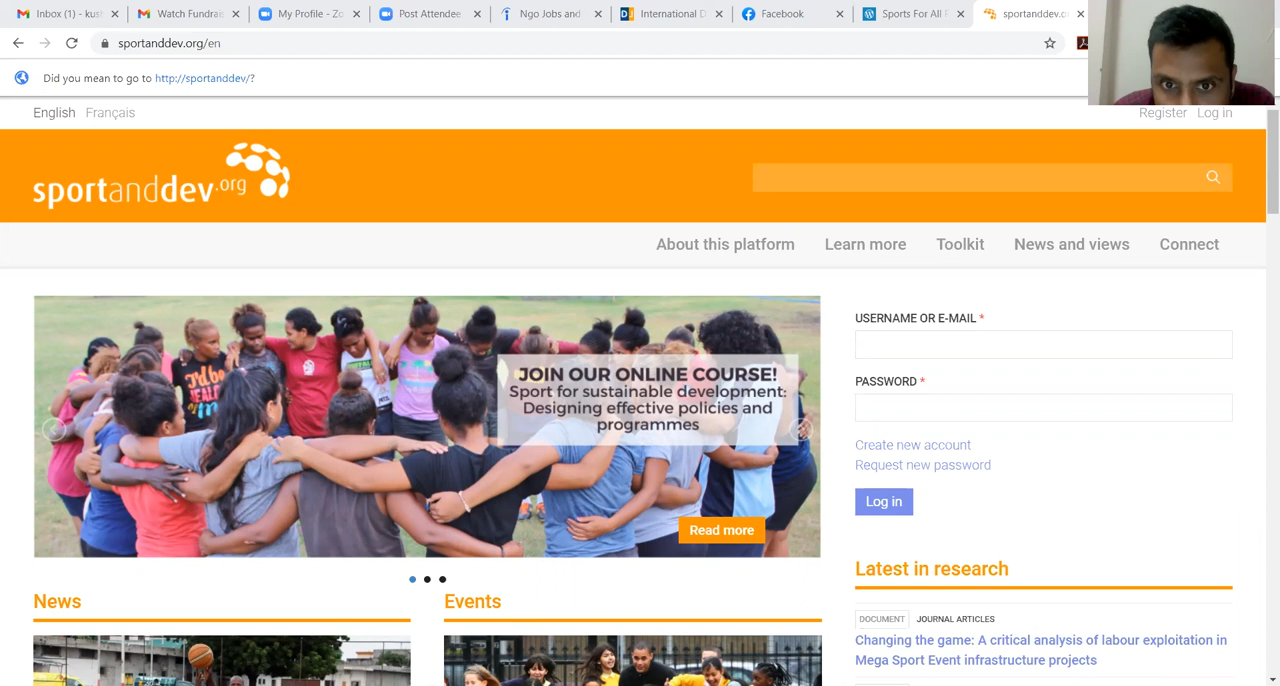 Inbox (1) - kus
Watch Fundrai
My Profile - Zo
Post Attendee
Ngo Jobs and
International D
Facebook
Sports For All F
sportanddev.o
sportanddev.org/en
Did you mean to go to http://sportanddev/?
English Français
Register Log in
sportanddev.org
About this platform Learn more Toolkit News and views Connect
JOIN OUR ONLINE COURSE!
Sport for sustainable development:
Designing effective policies and
programmes
Read more
USERNAME OR E-MAIL *
PASSWORD *
Create new account
Request new password
Log in
News
Events
Latest in research
DOCUMENT JOURNAL ARTICLES
Changing the game: A critical analysis of labour exploitation in
Mega Sport Event infrastructure projects